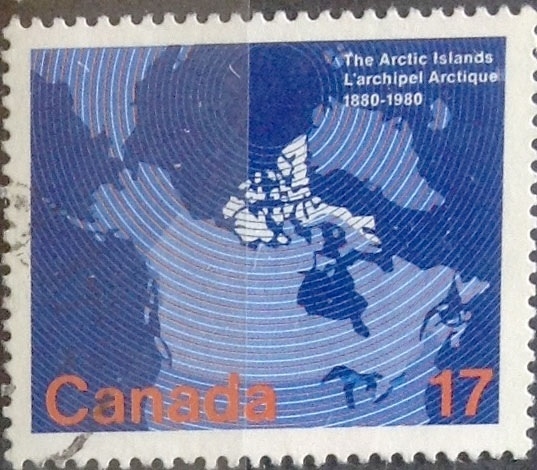 The Arctic Islands
L'archipel Arctique
1880-1980
Canada 17